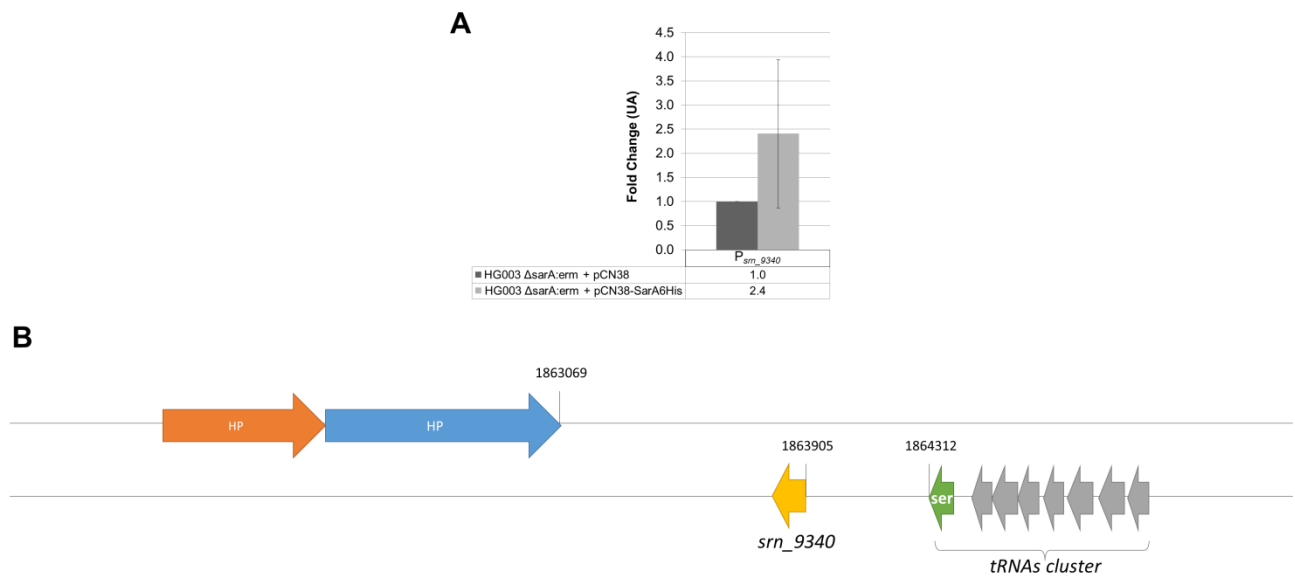 A
4.5
4.0
3.5
3.0
2.5
2.0
1.5
1.0
0.5
0.0
Fold Change (UA)
Psrn_9340
HG003 ΔsarA:erm + pCN38 1.0
HG003 ΔsarA:erm + pCN38-SarA6His 2.4
B
1863069
HP HP
1863905 1864312
ser
srn_9340
tRNAs cluster